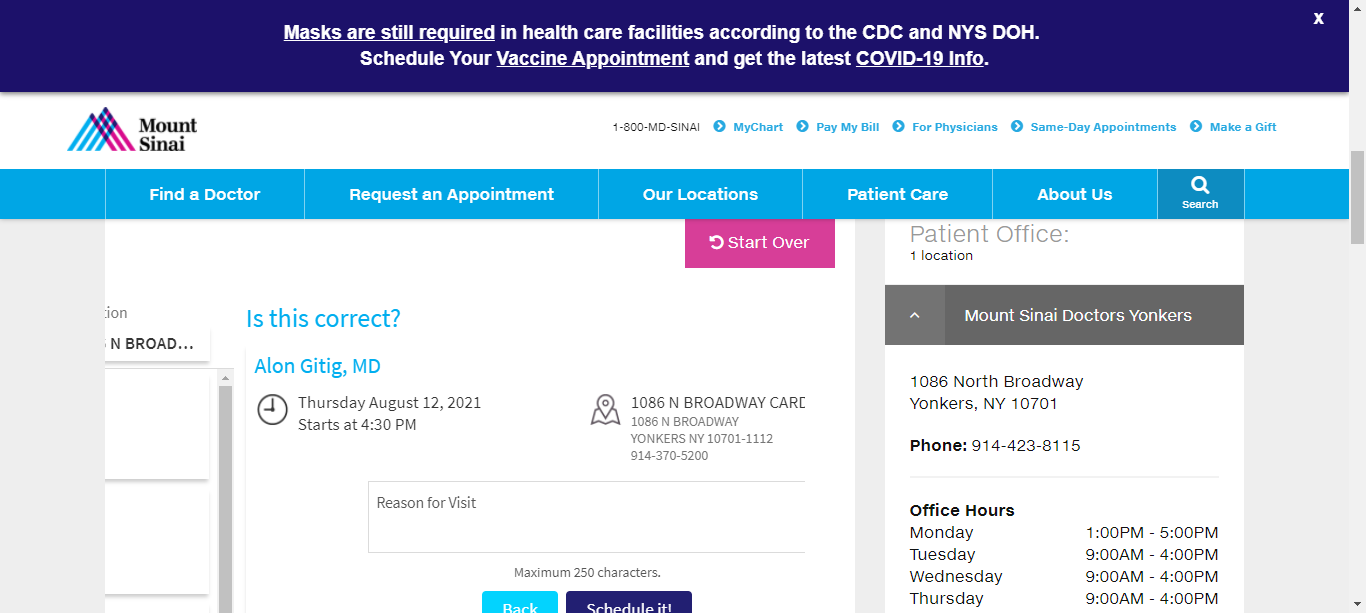 Masks are still required in health care facilities according to the CDC and NYS DOH.
Schedule Your Vaccine Appointment and get the latest COVID-19 Info.
X
Mount
Sinai
1-800-MD-SINAI MyChart Pay My Bill For Physicians Same-Day Appointments Make a Gift
Find a Doctor Request an Appointment Our Locations Patient Care About Us Search
Start Over
tion
N BROAD...
Is this correct?
Alon Gitig, MD
Thursday August 12, 2021
Starts at 4:30 PM
1086 N BROADWAY CARD
1086 N BROADWAY
YONKERS NY 10701-1112
914-370-5200
Reason for Visit
Maximum 250 characters.
Back Schedule it!
Patient Office:
1 location
Mount Sinai Doctors Yonkers
1086 North Broadway
Yonkers, NY 10701
Phone: 914-423-8115
Office Hours
Monday 1:00PM - 5:00PM
Tuesday 9:00AM - 4:00PM
Wednesday 9:00AM - 4:00PM
Thursday 9:00AM - 4:00PM